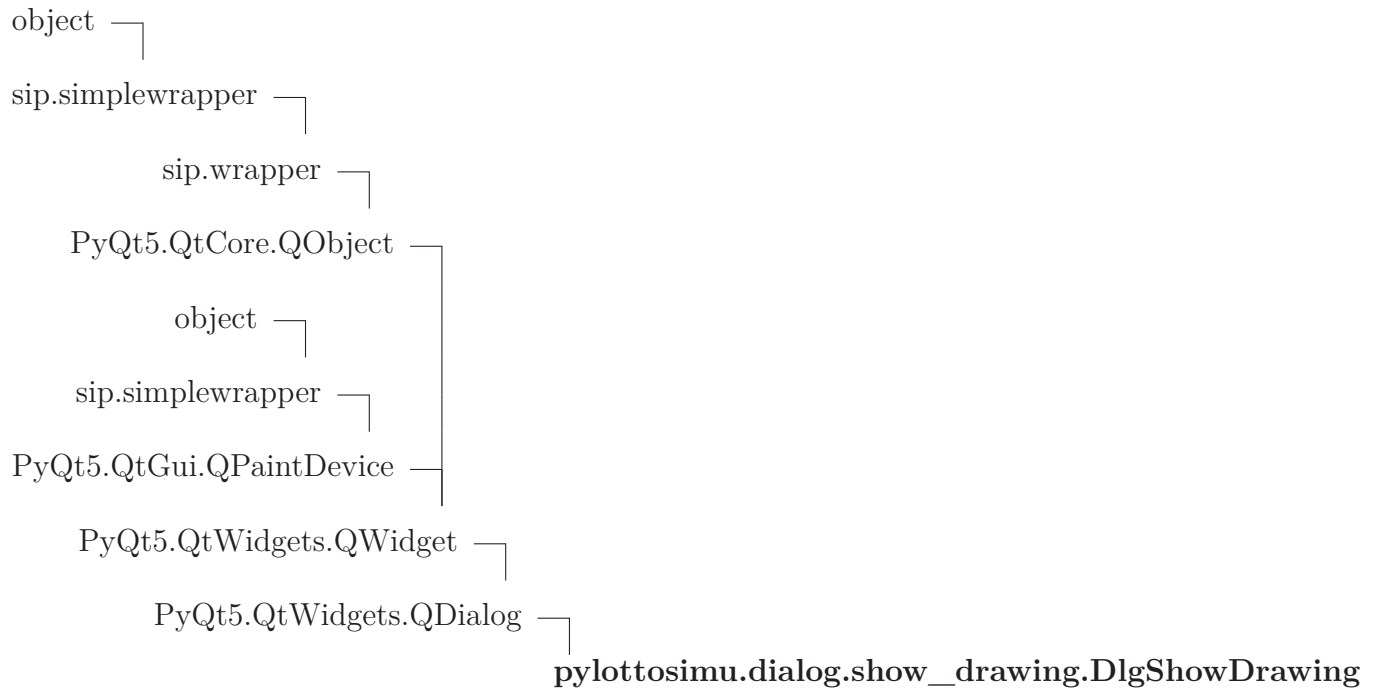 object
sip.simplewrapper
sip.wrapper
PyQt5.QtCore.QObject
object
sip.simplewrapper
PyQt5.QtGui.QPaintDevice
PyQt5.QtWidgets.QWidget
PyQt5.QtWidgets.QDialog
pylottosimu.dialog.show_drawing.DlgShowDrawing